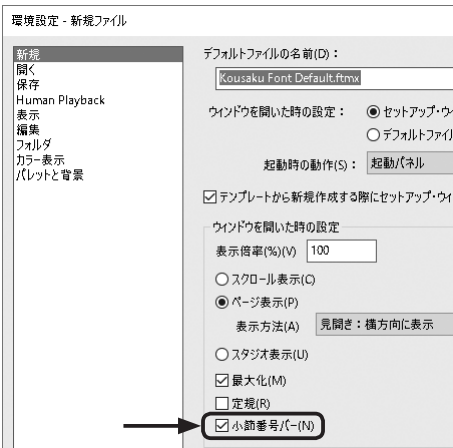 環境設定 - 新規ファイル
新規
開く
保存
Human Playback
表示
編集
フォルダ
カラー表示
パレットと背景
デフォルトファイルの名前(D)：
Kousaku Font Default.ftmx
ウィンドウを開いた時の設定： セットアップ・ウ
デフォルトファイル
起動時の動作(S)： 起動パネル
テンプレートから新規作成する際にセットアップ・ウィ
ウィンドウを開いた時の設定
表示倍率(%)(V) 100
スクロール表示(C)
ページ表示(P)
表示方法(A) 見開き：横方向に表示
スタジオ表示(U)
最大化(M)
定規(R)
小節番号バー(N)